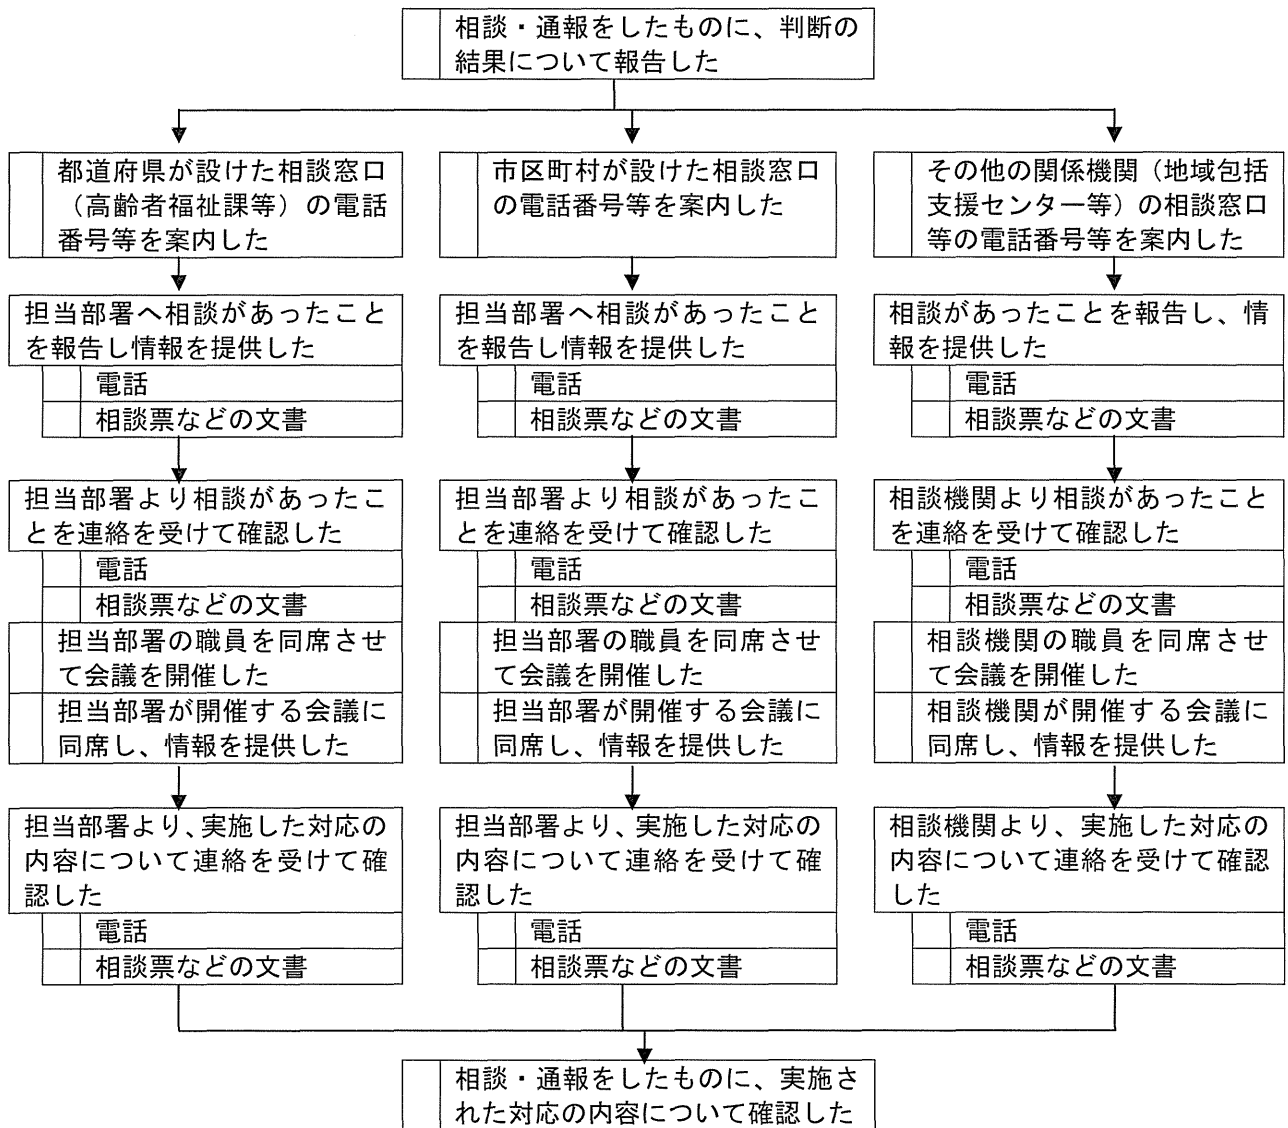 相談・通報をしたものに、判断の
結果について報告した
都道府県が設けた相談窓口
（高齢者福祉課等）の電話
番号等を案内した
担当部署へ相談があったこと
を報告し情報を提供した
電話
相談票などの文書
担当部署より相談があったこ
とを連絡を受けて確認した
電話
相談票などの文書
担当部署の職員を同席させ
て会議を開催した
担当部署が開催する会議に
同席し、情報を提供した
担当部署より、実施した対応の
内容について連絡を受けて確
認した
電話
相談票などの文書
市区町村が設けた相談窓口
の電話番号等を案内した
担当部署へ相談があったこと
を報告し情報を提供した
電話
相談票などの文書
担当部署より相談があったこ
とを連絡を受けて確認した
電話
相談票などの文書
担当部署の職員を同席させ
て会議を開催した
担当部署が開催する会議に
同席し、情報を提供した
担当部署より、実施した対応の
内容について連絡を受けて確
認した
電話
相談票などの文書
その他の関係機関（地域包括
支援センター等）の相談窓口
等の電話番号等を案内した
相談があったことを報告し、情
報を提供した
電話
相談票などの文書
相談機関より相談があったこと
を連絡を受けて確認した
電話
相談票などの文書
相談機関の職員を同席させ
て会議を開催した
相談機関が開催する会議に
同席し、情報を提供した
相談機関より、実施した対応の
内容について連絡を受けて確認
した
電話
相談票などの文書
相談・通報をしたものに、実施さ
れた対応の内容について確認した